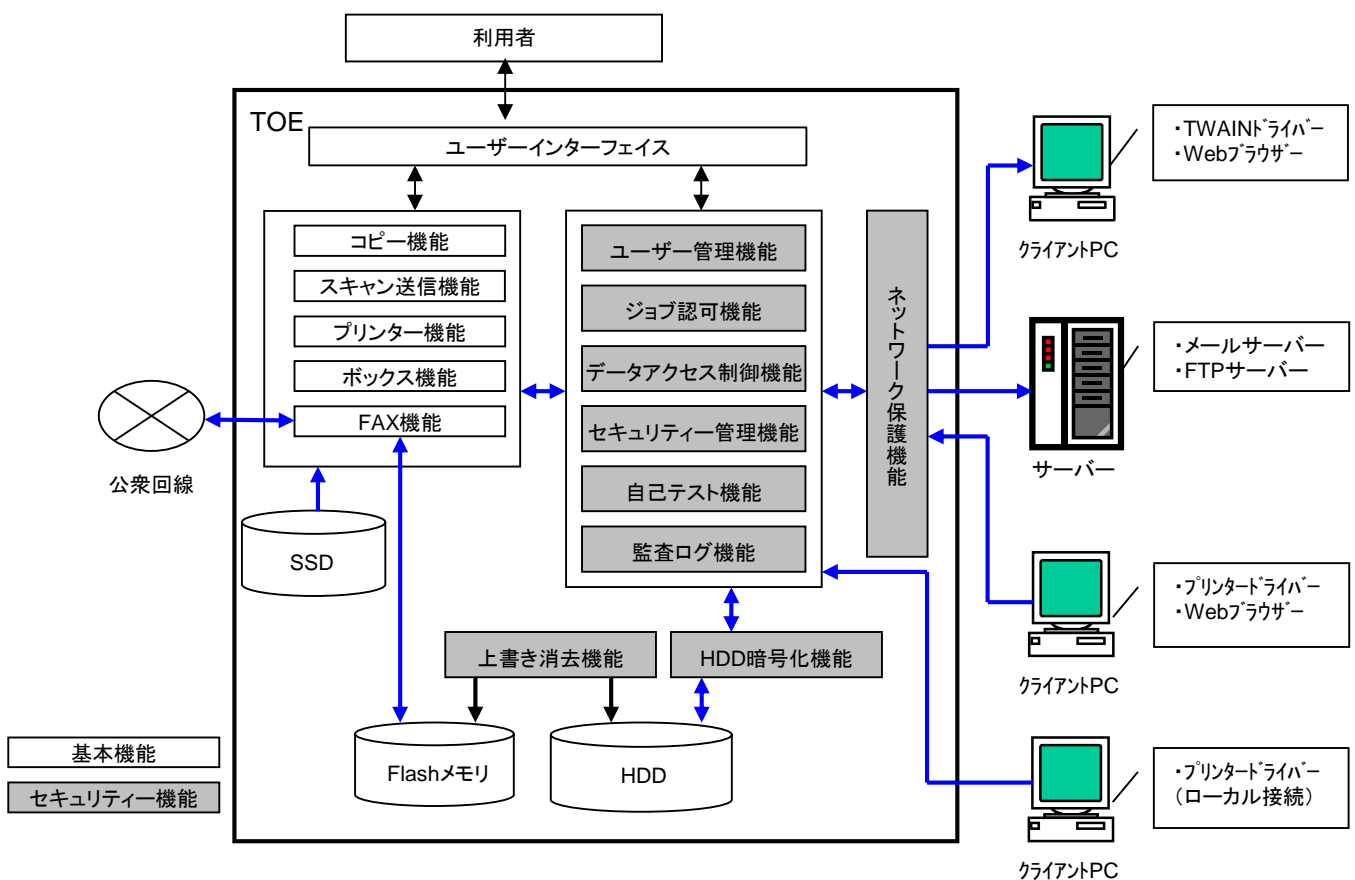 利用者
TOE
ユーザーインターフェイス
コピー機能
スキャン送信機能
プリンター機能
ボックス機能
FAX機能
ユーザー管理機能
ジョブ認可機能
データアクセス制御機能
セキュリティー管理機能
自己テスト機能
監査ログ機能
ネットワーク保護機能
公衆回線
SSD
上書き消去機能
HDD暗号化機能
Flashメモリ
HDD
基本機能
セキュリティー機能
・TWAINﾄﾞﾗｲﾊﾞｰ
・Webﾌﾞﾗｳｻﾞｰ
ｸﾗｲｱﾝﾄPC
・メールサーバー
・FTPサーバー
サーバー
・ﾌﾟﾘﾝﾀｰﾄﾞﾗｲﾊﾞｰ
・Webﾌﾞﾗｳｻﾞｰ
ｸﾗｲｱﾝﾄPC
・ﾌﾟﾘﾝﾀｰﾄﾞﾗｲﾊﾞｰ
（ローカル接続）
ｸﾗｲｱﾝﾄPC